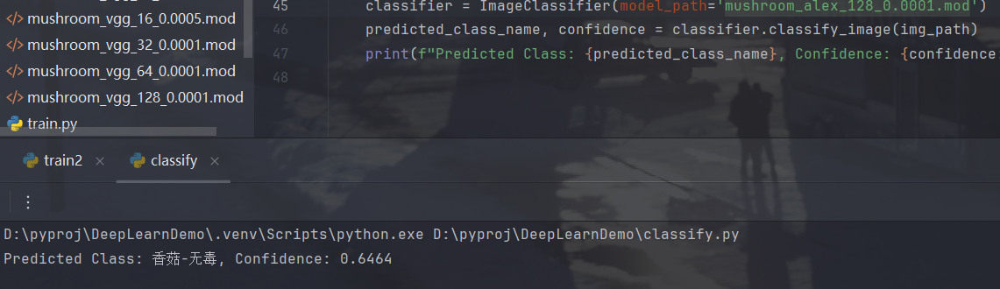 mushroom_vgg_16_0.0005.mod
mushroom_vgg_32_0.0001.mod
mushroom_vgg_64_0.0001.mod
mushroom_vgg_128_0.0001.mod
train.py
45 classifier = ImageClassifier(model_path='mushroom_alex_128_0.0001.mod')
46 predicted_class_name, confidence = classifier.classify_image(img_path)
47 print(f"Predicted Class: {predicted_class_name}, Confidence: {confidence
48
train2 × classify ×
D:\pyproj\DeepLearnDemo\.venv\Scripts\python.exe D:\pyproj\DeepLearnDemo\classify.py
Predicted Class: 香菇-无毒, Confidence: 0.6464